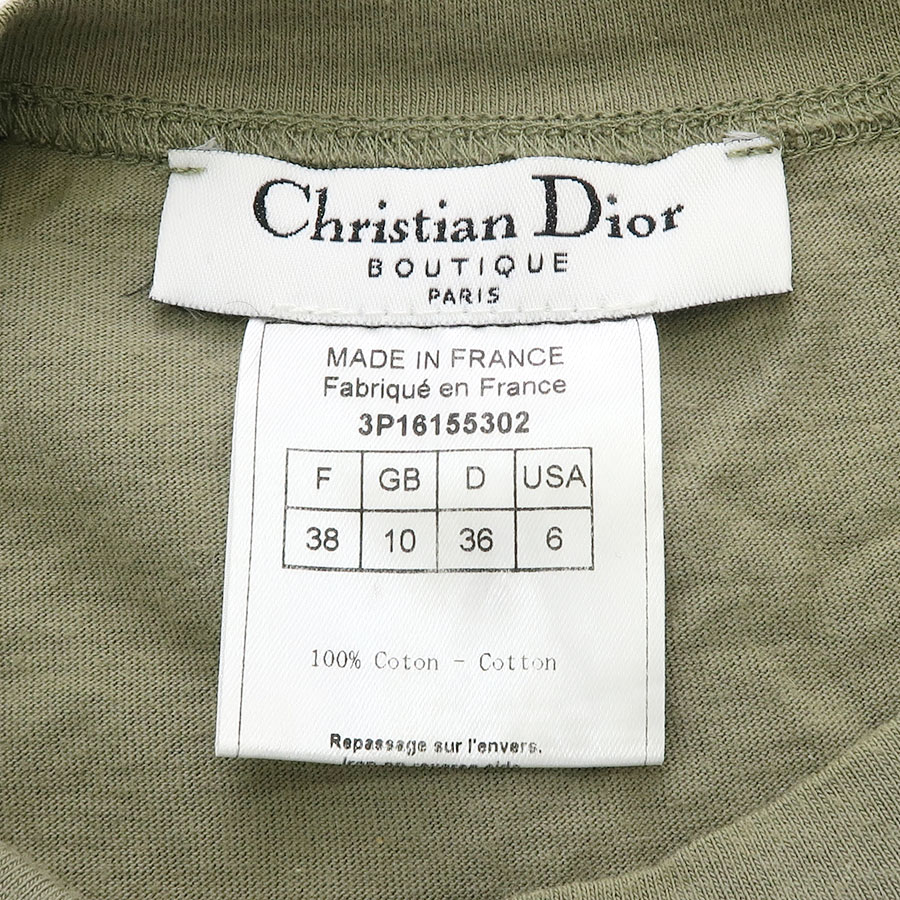 Christian Dior
BOUTIQUE
PARIS
MADE IN FRANCE
Fabriqué en France
3P16155302
F GB D USA
38 10 36 6
100% Coton - Cotton
Repassage sur l'envers.